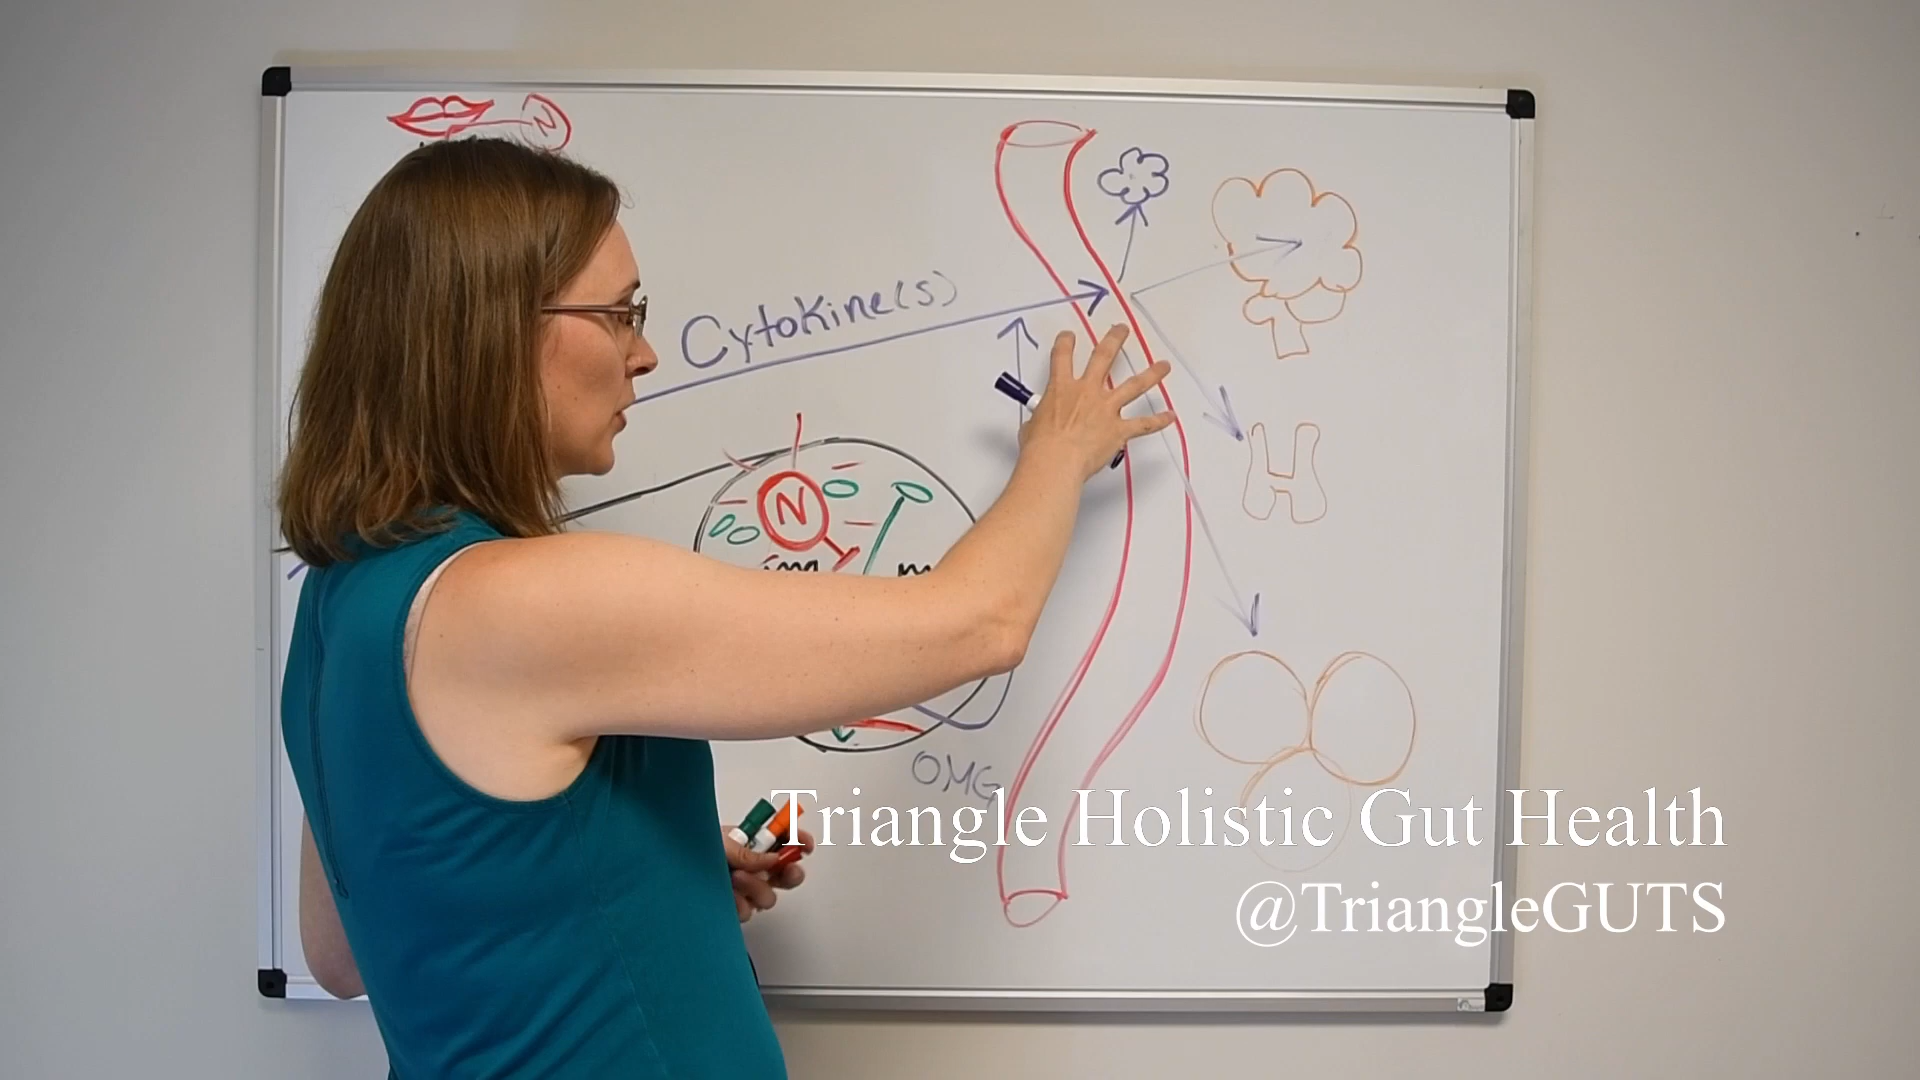 N
Cytokine(s)
N
OMG
Triangle Holistic Gut Health
@TriangleGUTS